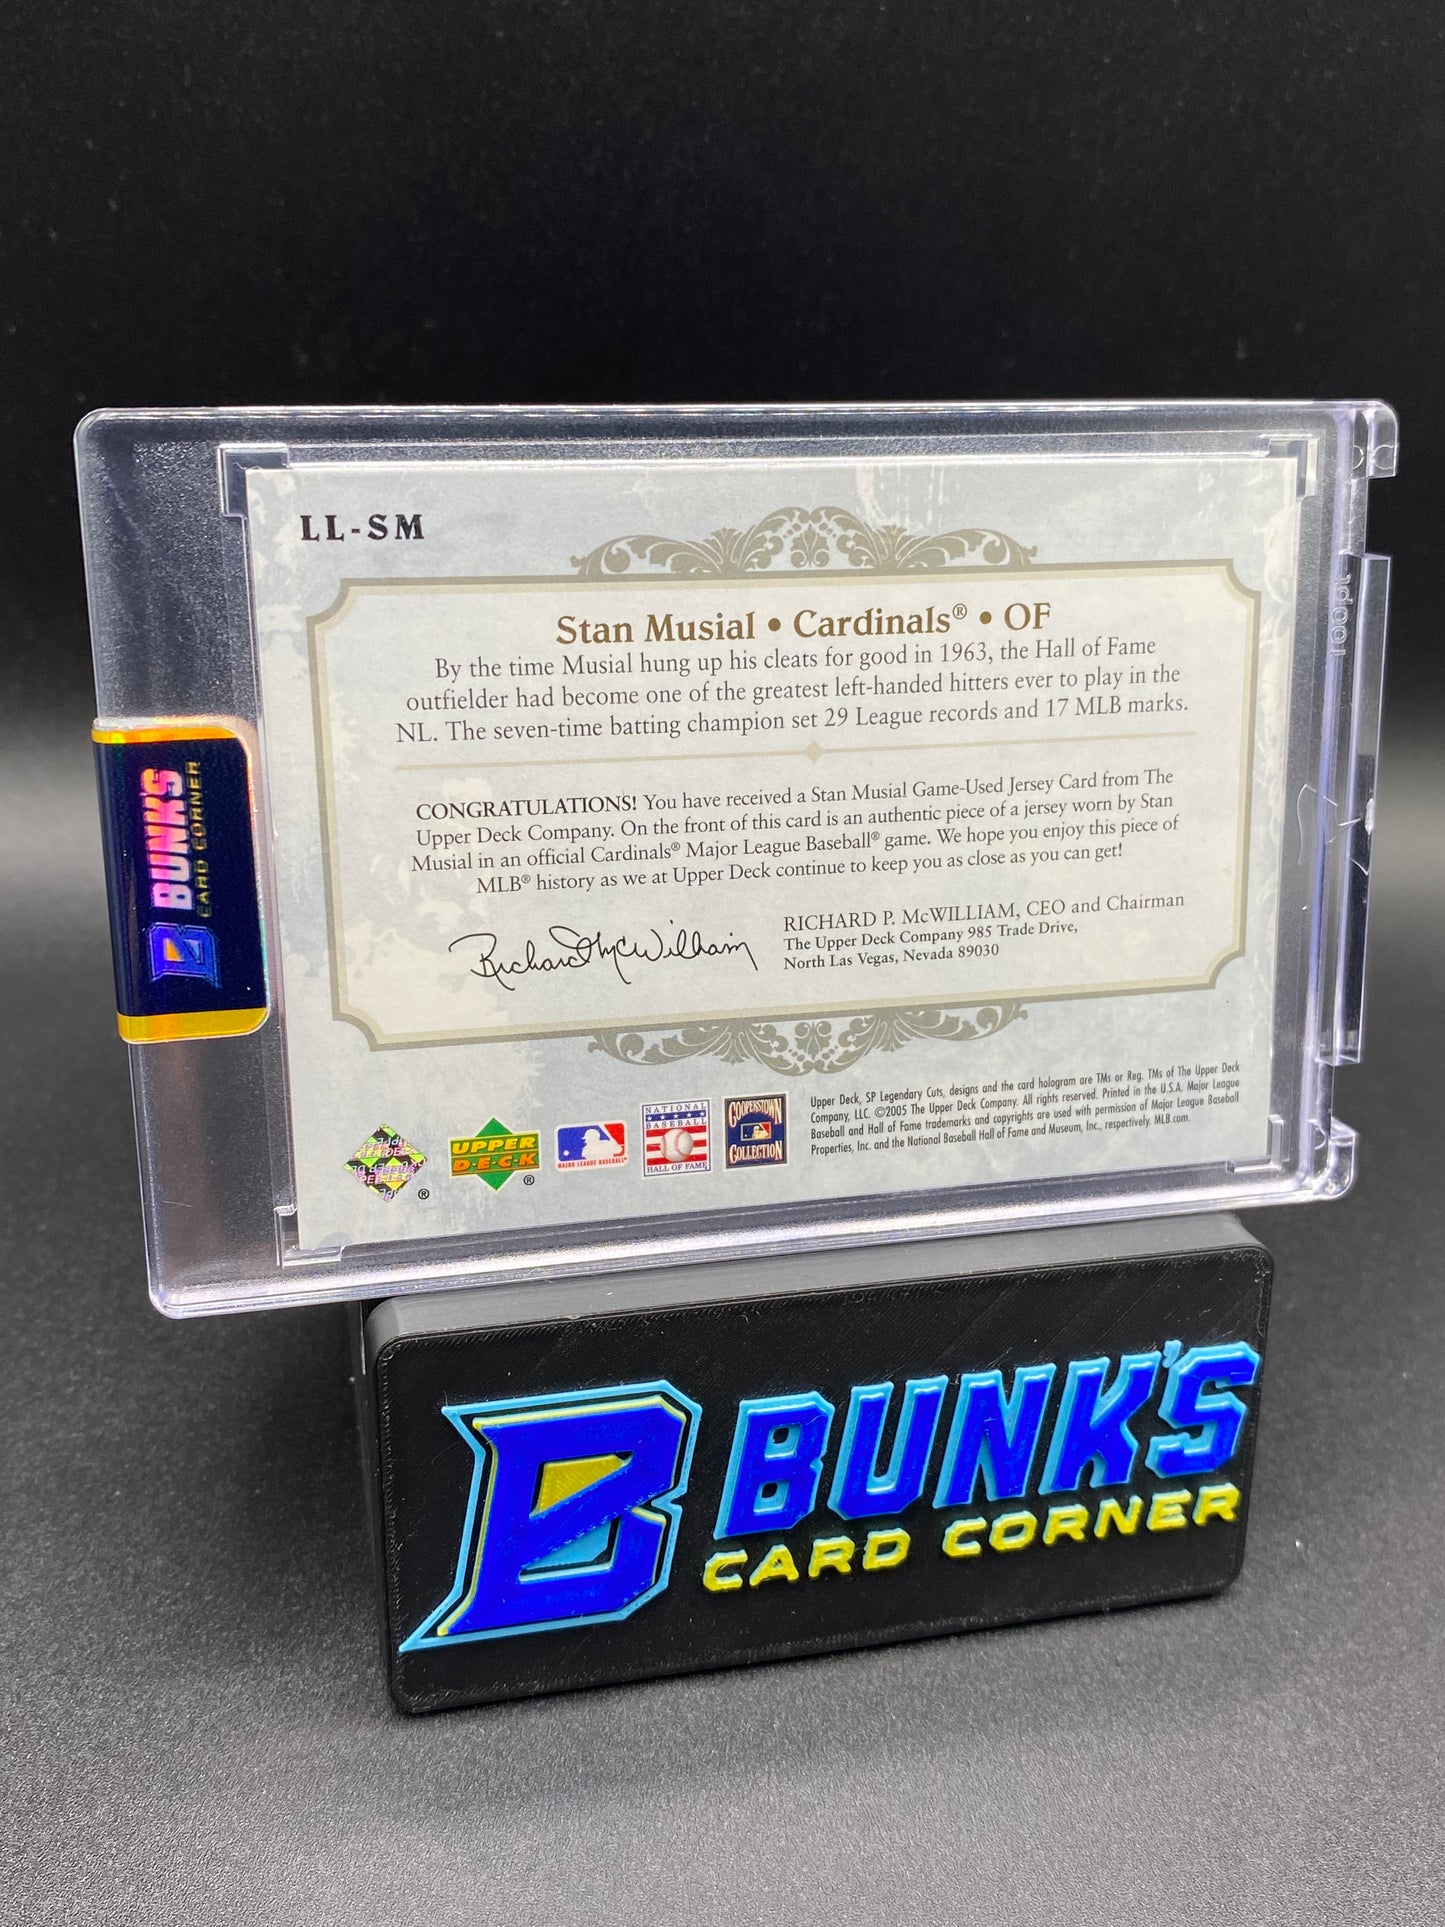 LL-SM
Stan Musial • Cardinals® • OF
By the time Musial hung up his cleats for good in 1963, the Hall of Fame
outfielder had become one of the greatest left-handed hitters ever to play in the
NL. The seven-time batting champion set 29 League records and 17 MLB marks.
CONGRATULATIONS! You have received a Stan Musial Game-Used Jersey Card from The
Upper Deck Company. On the front of this card is an authentic piece of a jersey worn by Stan
Musial in an official Cardinals® Major League Baseball® game. We hope you enjoy this piece of
MLB® history as we at Upper Deck continue to keep you as close as you can get!
Richard McWilliam
RICHARD P. McWILLIAM, CEO and Chairman
The Upper Deck Company 985 Trade Drive,
North Las Vegas, Nevada 89030
100pt
BUNK'S
CARD CORNER
UPPER
D·E·C·K
®
®
MAJOR LEAGUE BASEBALL
NATIONAL
BASEBALL
HALL OF FAME
COOPERSTOWN
COLLECTION
Upper Deck, SP Legendary Cuts, designs and the card hologram are TMs or Reg. TMs of The Upper Deck
Company, LLC. ©2005 The Upper Deck Company. All rights reserved. Printed in the U.S.A. Major League
Baseball and Hall of Fame trademarks and copyrights are used with permission of Major League Baseball
Properties, Inc. and the National Baseball Hall of Fame and Museum, Inc., respectively. MLB.com.
B
BUNK'S
CARD CORNER